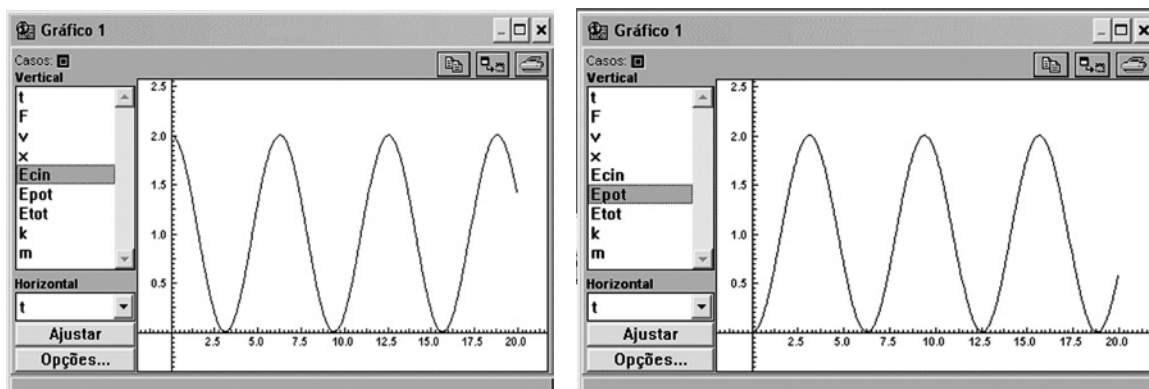 Gráfico 1
Casos:
Vertical
t
F
v
x
Ecin
Epot
Etot
k
m
Horizontal
t
Ajustar
Opções...
2.5
2.0
1.5
1.0
0.5
2.5 5.0 7.5 10.0 12.5 15.0 17.5 20.0
Gráfico 1
Casos:
Vertical
t
F
v
x
Ecin
Epot
Etot
k
m
Horizontal
t
Ajustar
Opções...
2.5
2.0
1.5
1.0
0.5
2.5 5.0 7.5 10.0 12.5 15.0 17.5 20.0